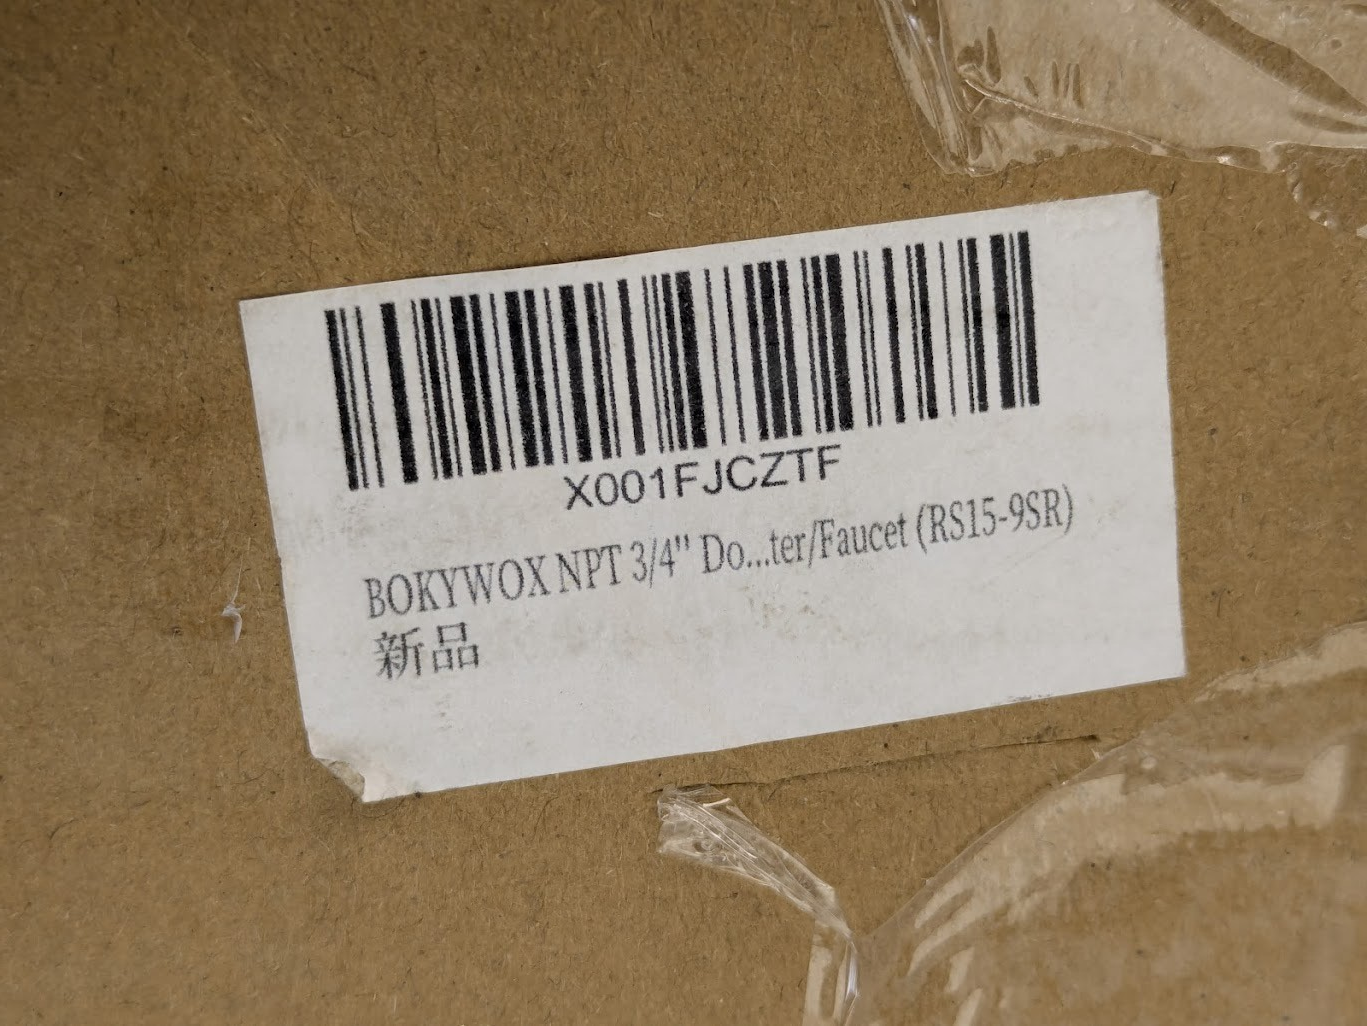 X001FJCZTF
BOKYWOX NPT 3/4" Do...ter/Faucet (RS15-9SR)
新品